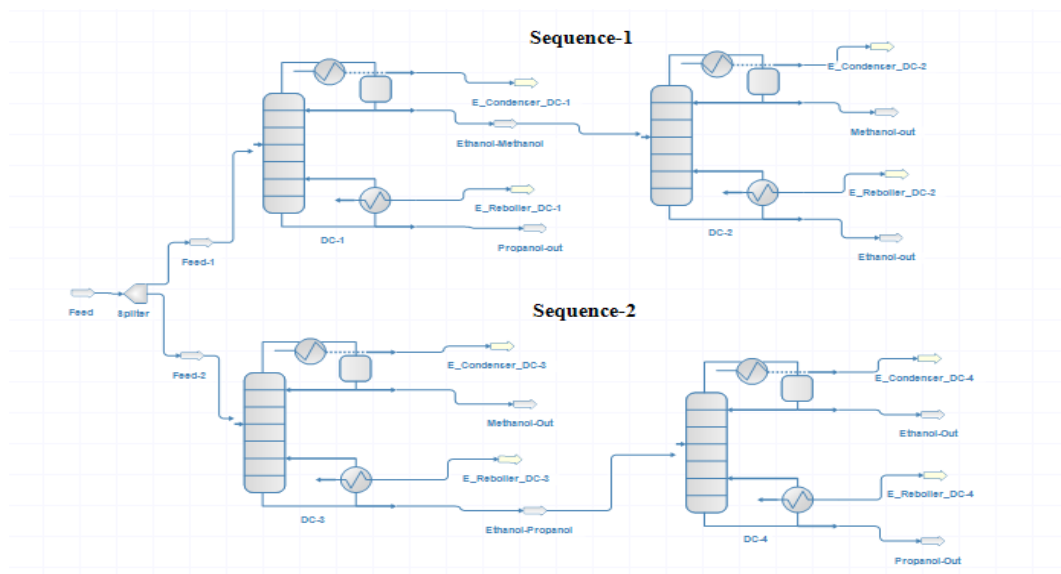 Sequence-1
E_Condenser_DC-1
Ethanol-Methanol
E_Reboiler_DC-1
DC-1
Propanol-out
E_Condenser_DC-2
Methanol-out
E_Reboiler_DC-2
DC-2
Ethanol-out
Feed-1
Feed
Spliter
Feed-2
Sequence-2
E_Condenser_DC-3
Methanol-Out
E_Reboiler_DC-3
DC-3
Ethanol-Propanol
E_Condenser_DC-4
Ethanol-Out
E_Reboiler_DC-4
DC-4
Propanol-Out